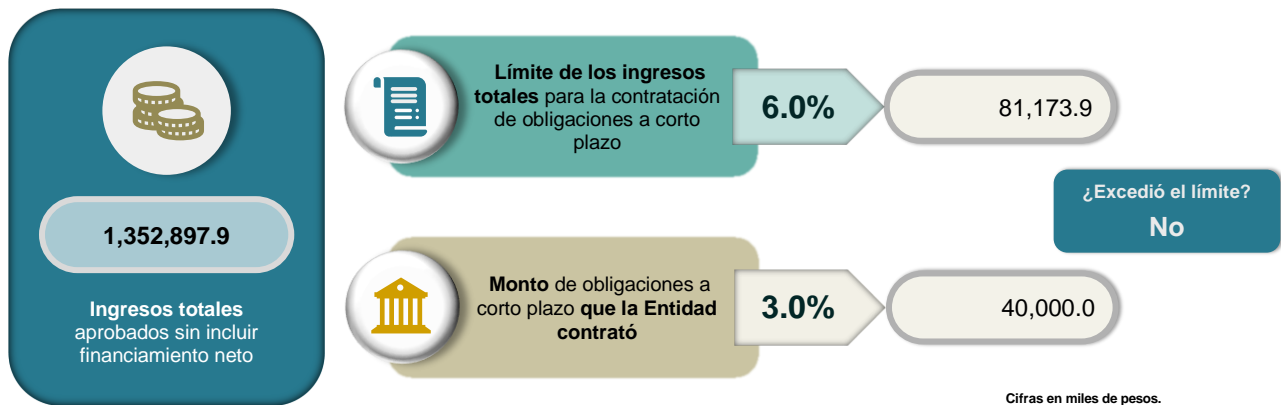 1,352,897.9
Ingresos totales
aprobados sin incluir
financiamiento neto
Límite de los ingresos
totales para la contratación
de obligaciones a corto
plazo
6.0%
81,173.9
¿Excedió el límite?
No
Monto de obligaciones a
corto plazo que la Entidad
contrató
3.0%
40,000.0
Cifras en miles de pesos.